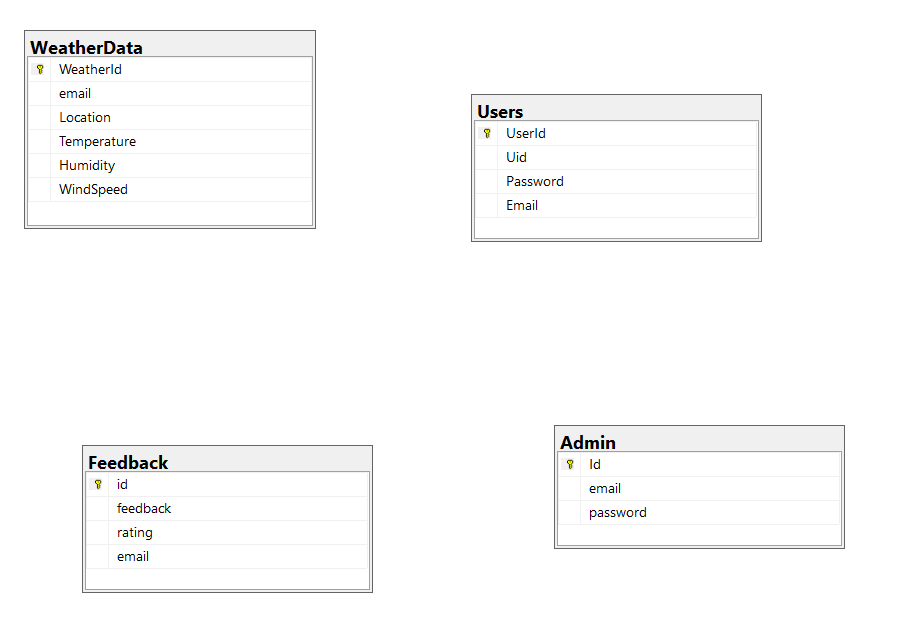 WeatherData
WeatherId
email
Location
Temperature
Humidity
WindSpeed
Users
UserId
Uid
Password
Email
Feedback
id
feedback
rating
email
Admin
Id
email
password